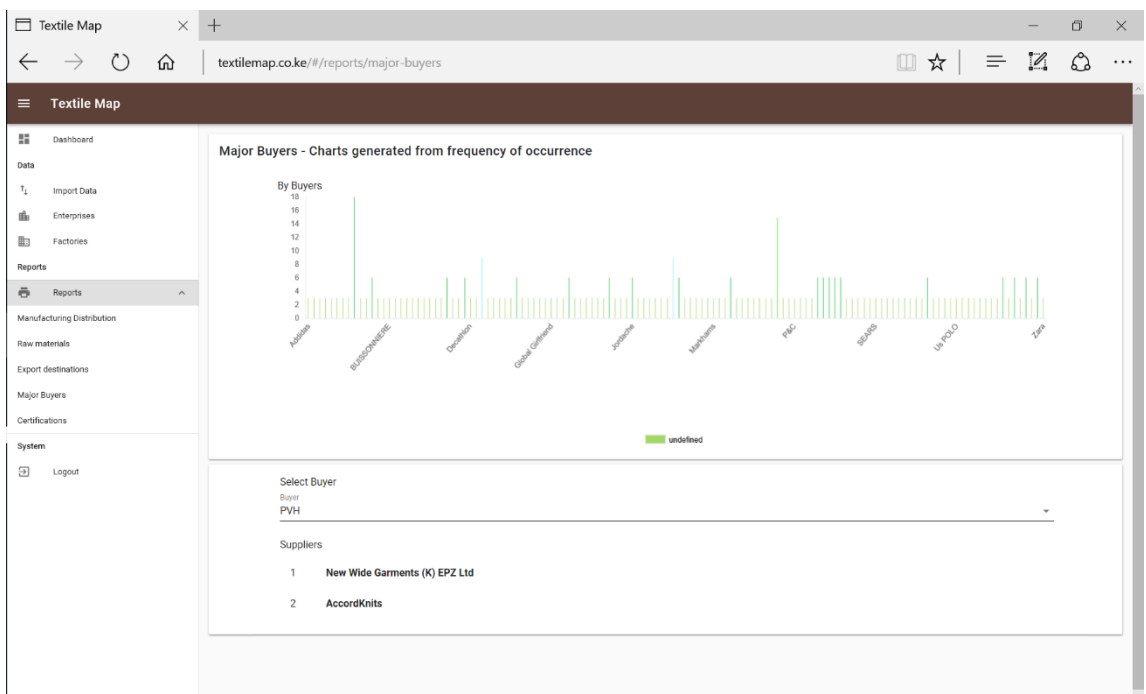 Textile Map
textilemap.co.ke/#/reports/major-buyers
Textile Map
Dashboard
Data
Import Data
Enterprises
Factories
Reports
Reports
Manufacturing Distribution
Raw materials
Export destinations
Major Buyers
Certifications
System
Logout
Major Buyers - Charts generated from frequency of occurrence
By Buyers
18
16
14
12
10
8
6
4
2
0
Adidas
BUISSONNIERE
Decathlon
Global Girlfriend
Jordache
Markhams
P&C
SEARS
Us POLO
Zara
undefined
Select Buyer
Buyer
PVH
Suppliers
1 New Wide Garments (K) EPZ Ltd
2 AccordKnits